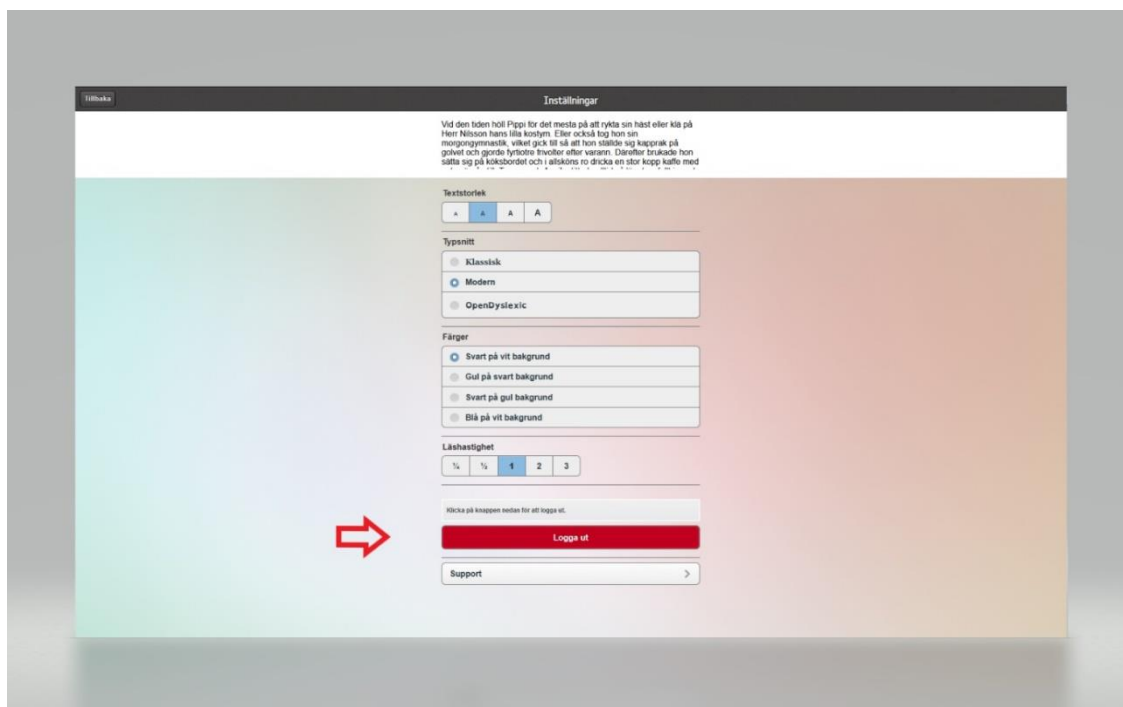 Tillbaka
Inställningar
Vid den tiden höll Pippi för det mesta på att rykta sin häst eller klä på
Herr Nilsson hans lilla kostym. Eller också tog hon sin
morgongymnastik, vilket gick till så att hon ställde sig kapprak på
golvet och gjorde fyrtiotre frivolter efter varann. Därefter brukade hon
sätta sig på köksbordet och i allsköns ro dricka en stor kopp kaffe med
Textstorlek
A A A A
Typsnitt
Klassisk
Modern
OpenDyslexic
Färger
Svart på vit bakgrund
Gul på svart bakgrund
Svart på gul bakgrund
Blå på vit bakgrund
Läshastighet
1 2 3
Klicka på knappen nedan för att logga ut.
Logga ut
Support